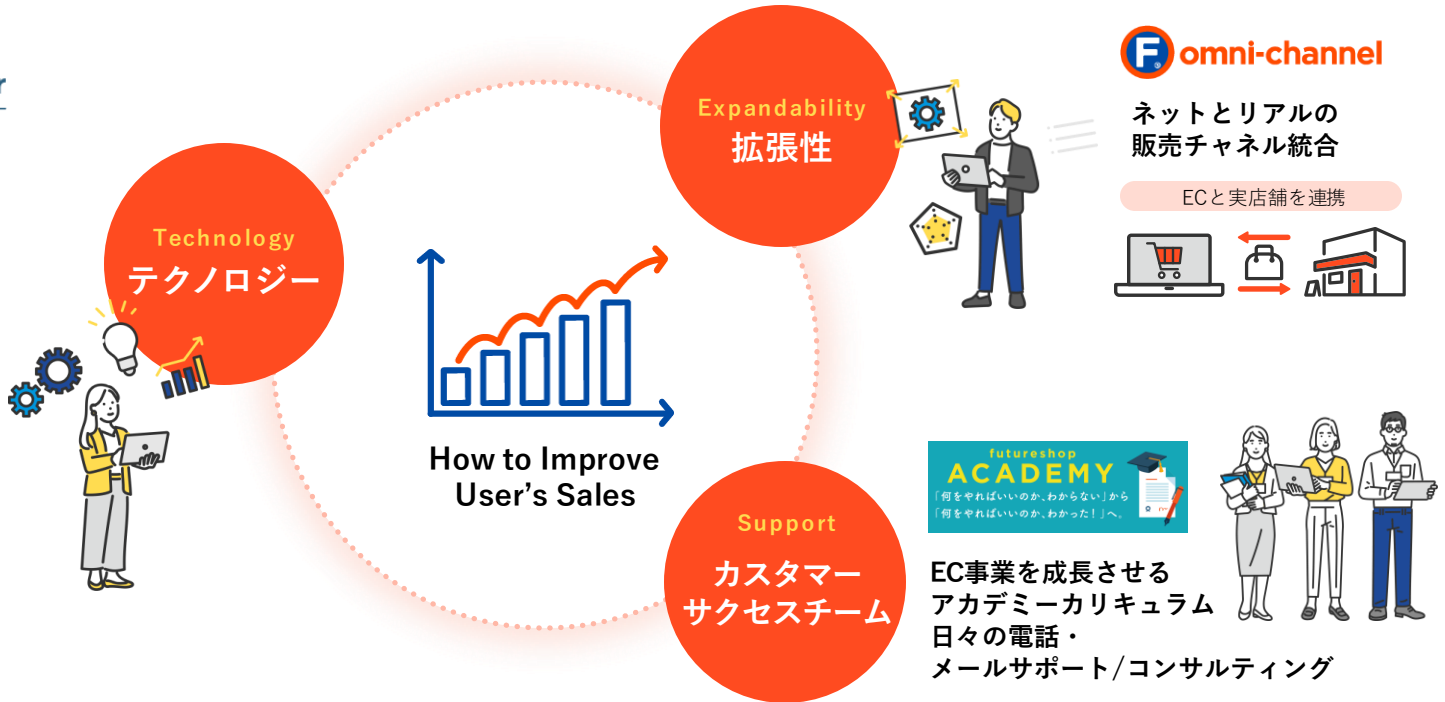 Technology
テクノロジー
Expandability
拡張性
How to Improve
User's Sales
Support
カスタマー
サクセスチーム
F omni-channel
ネットとリアルの
販売チャネル統合
ECと実店舗を連携
futureshop
ACADEMY
「何をやればいいのか、わからない」から
「何をやればいいのか、わかった!」へ。
EC事業を成長させる
アカデミーカリキュラム
日々の電話・
メールサポート/コンサルティング